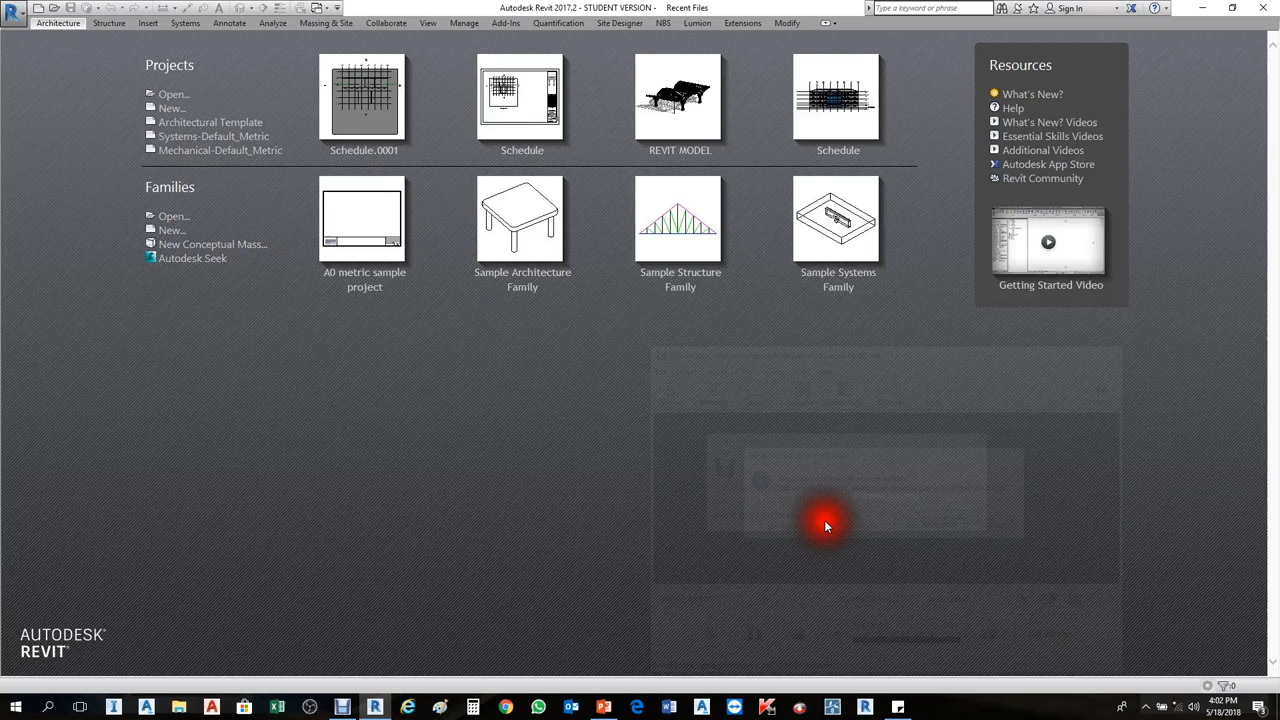 Autodesk Revit 2017.2 - STUDENT VERSION - Recent Files
Type a keyword or phrase
Sign In
Architecture Structure Insert Systems Annotate Analyze Massing & Site Collaborate View Manage Add-Ins Quantification Site Designer NBS Lumion Extensions Modify
Projects
Open...
New...
Architectural Template
Systems-Default_Metric
Mechanical-Default_Metric
Schedule.0001
Schedule
REVIT MODEL
Schedule
Families
Open...
New...
New Conceptual Mass...
Autodesk Seek
A0 metric sample
project
Sample Architecture
Family
Sample Structure
Family
Sample Systems
Family
Resources
What's New?
Help
What's New? Videos
Essential Skills Videos
Additional Videos
Autodesk App Store
Revit Community
Getting Started Video
AUTODESK®
REVIT®
:0
4:02 PM
5/18/2018